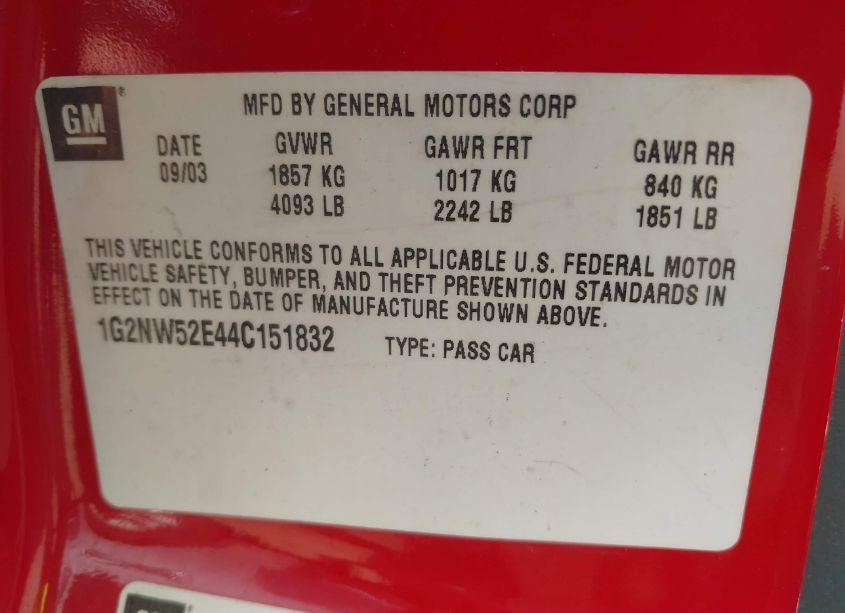 GM
MFD BY GENERAL MOTORS CORP
DATE GVWR GAWR FRT GAWR RR
09/03 1857 KG 1017 KG 840 KG
4093 LB 2242 LB 1851 LB
THIS VEHICLE CONFORMS TO ALL APPLICABLE U.S. FEDERAL MOTOR
VEHICLE SAFETY, BUMPER, AND THEFT PREVENTION STANDARDS IN
EFFECT ON THE DATE OF MANUFACTURE SHOWN ABOVE.
1G2NW52E44C151832 TYPE: PASS CAR